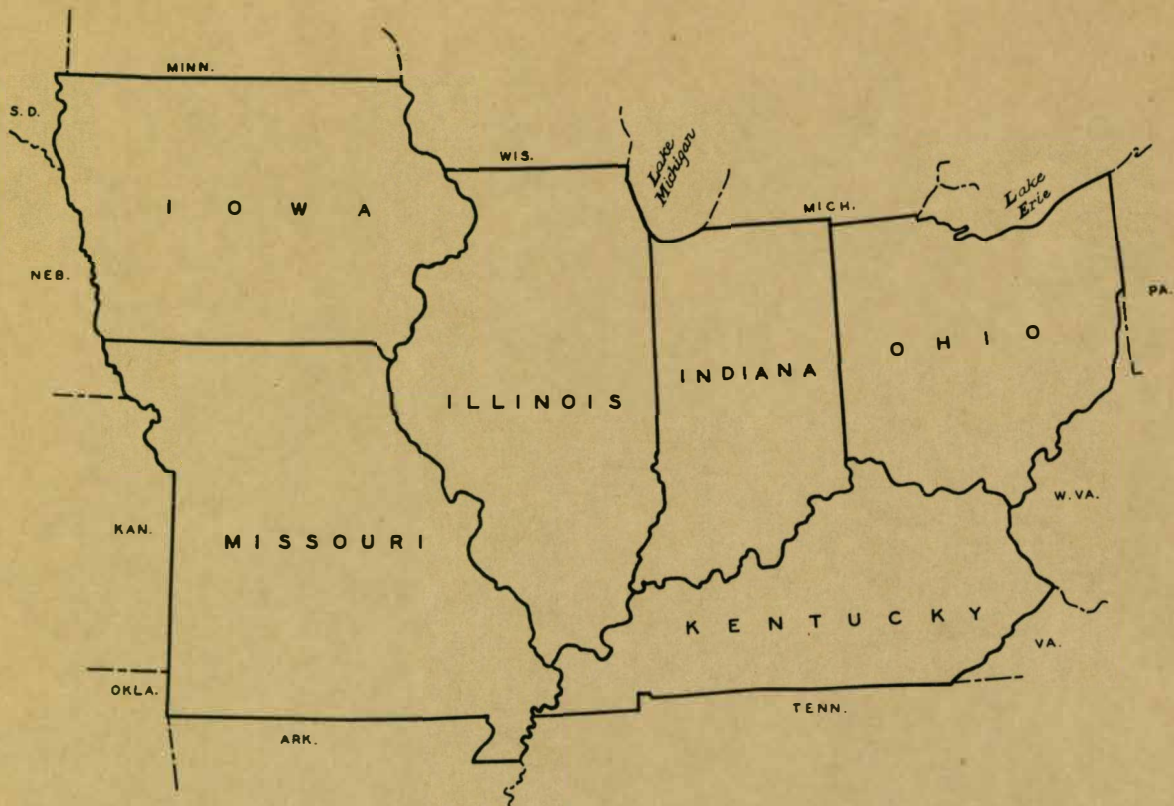 MINN.
S.D.
WIS.
Lake
Michigan
IOWA
MICH.
Lake
Erie
NEB.
PA.
OHIO
INDIANA
ILLINOIS
W.VA.
KAN.
MISSOURI
KENTUCKY
VA.
OKLA.
TENN.
ARK.